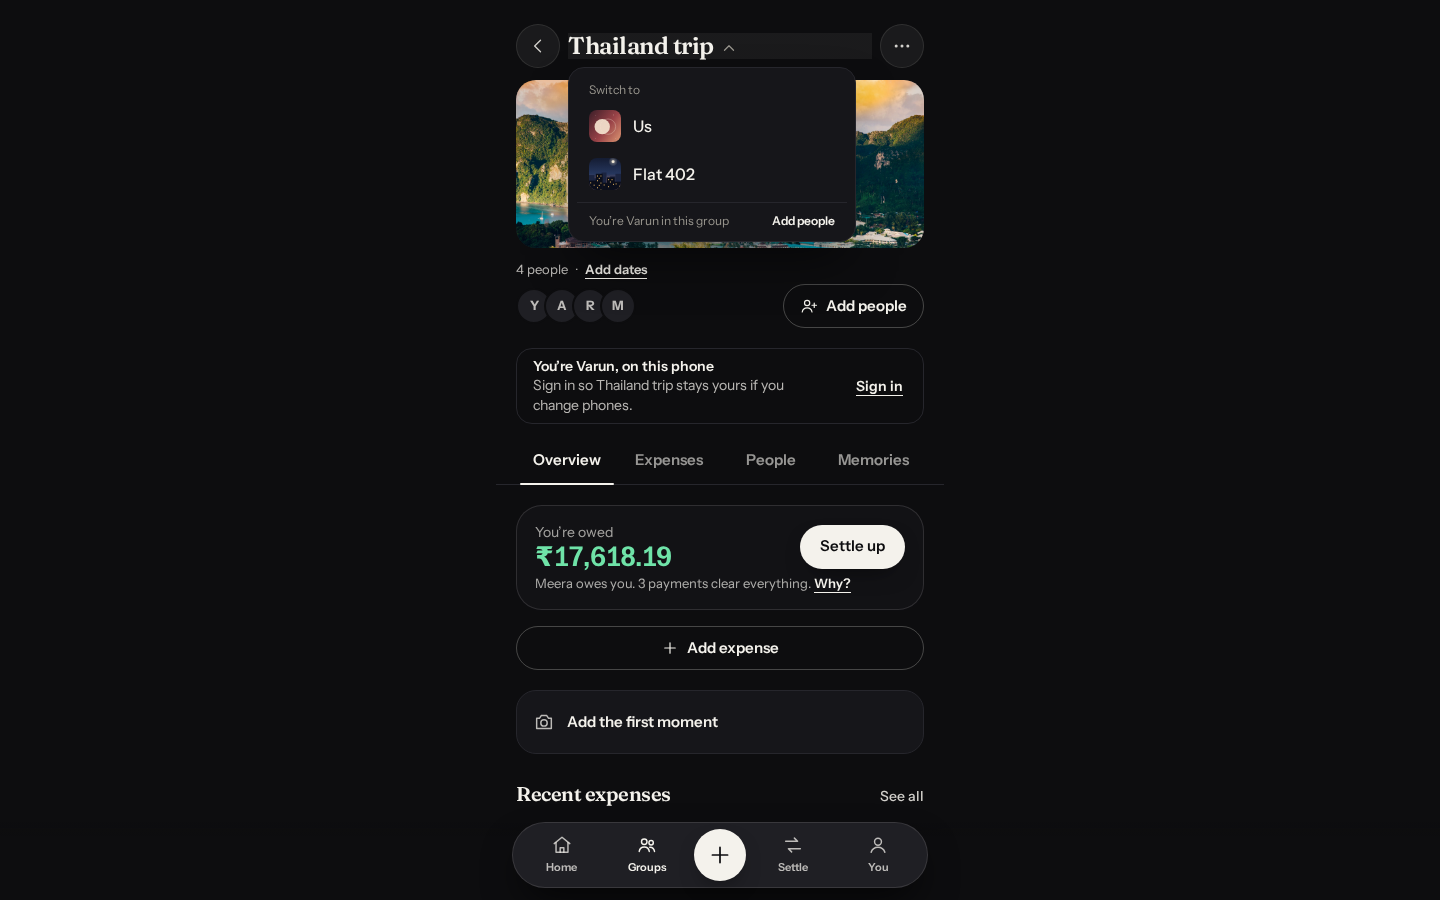 Thailand trip
Switch to
Us
Flat 402
You're Varun in this group
Add people
4 people · Add dates
Y A R M
Add people
You're Varun, on this phone
Sign in so Thailand trip stays yours if you
change phones.
Sign in
Overview
Expenses
People
Memories
You're owed
₹17,618.19
Settle up
Meera owes you. 3 payments clear everything. Why?
Add expense
Add the first moment
Recent expenses
See all
Home
Groups
Settle
You